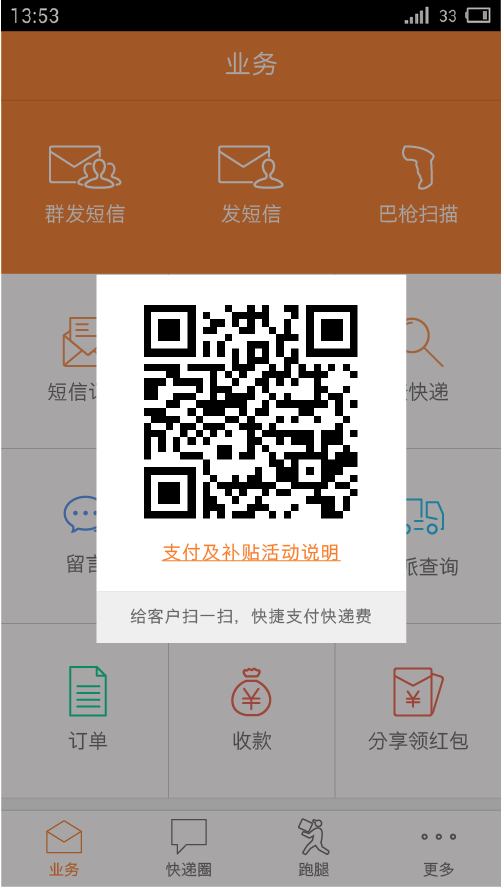 13:53
33
业务
群发短信
发短信
巴枪扫描
短信
快递
支付及补贴活动说明
留言
派查询
给客户扫一扫，快捷支付快递费
订单
收款
分享领红包
业务
快递圈
跑腿
更多